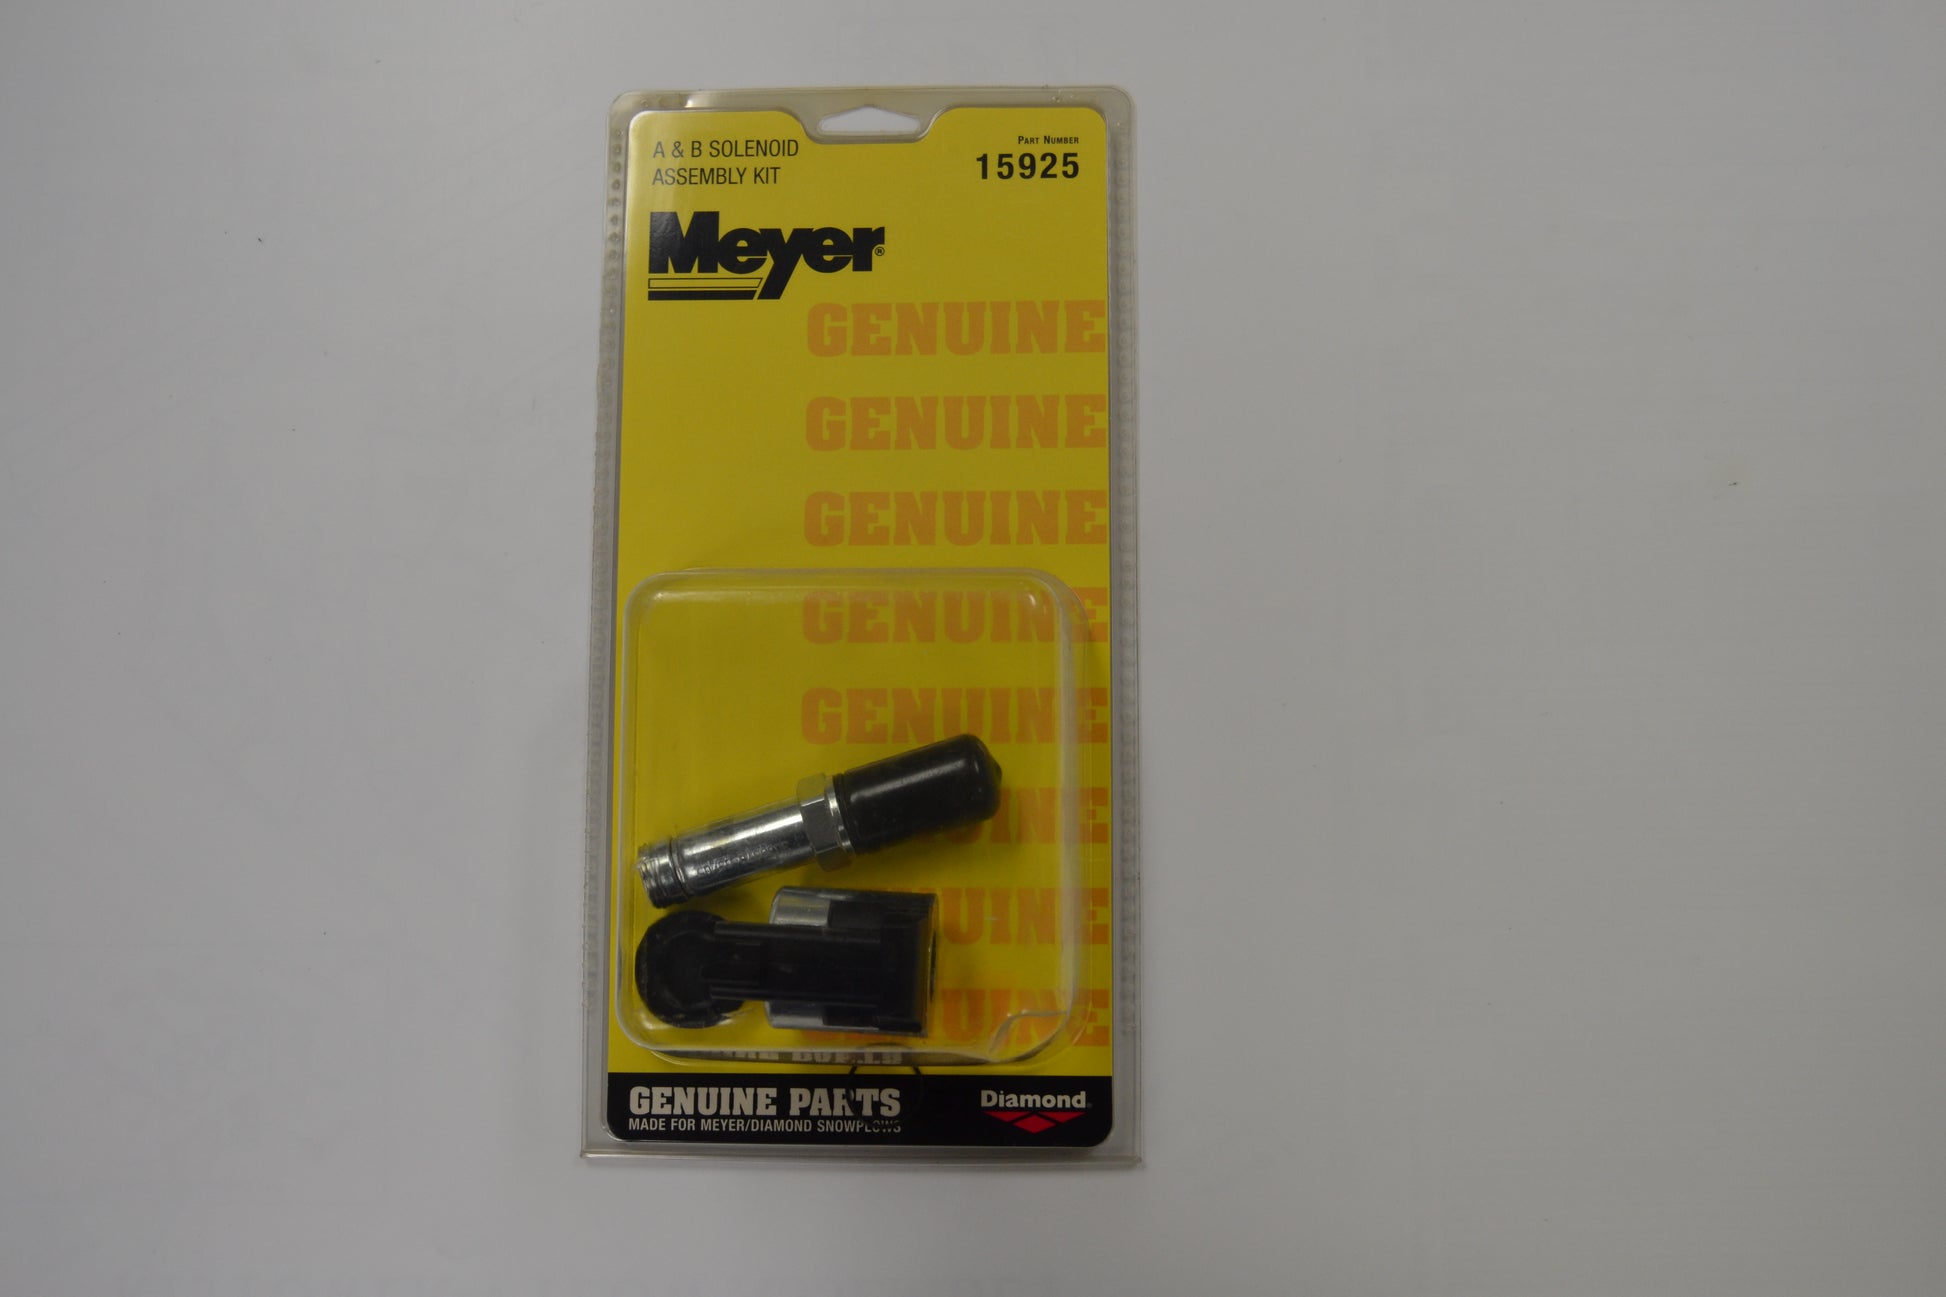 A & B SOLENOID
ASSEMBLY KIT
PART NUMBER
15925
Meyer®
GENUINE
GENUINE
GENUINE
GENUINE
GENUINE
GENUINE PARTS
MADE FOR MEYER/DIAMOND SNOWPLOWS
Diamond